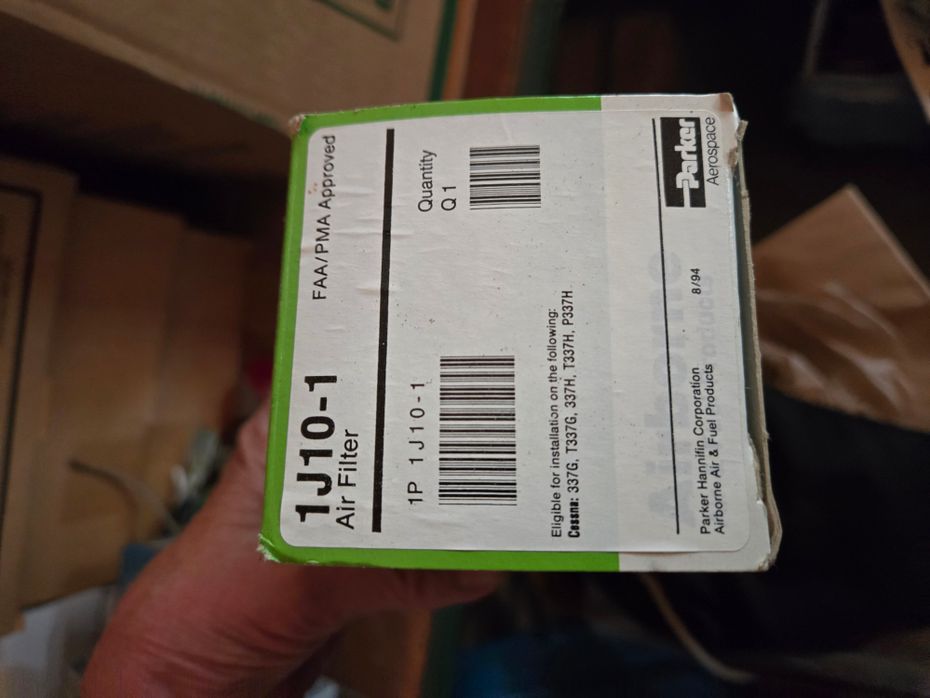 1J10-1
Air Filter
FAA/PMA Approved
1P 1J10-1
Quantity
Q1
Eligible for installation on the following:
Cessna: 337G, T337G, 337H, T337H, P337H
Parker Hannifin Corporation
Airborne Air & Fuel Products
8/94
Parker
Aerospace